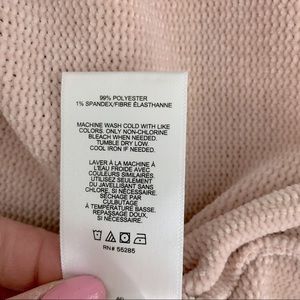 99% POLYESTER
1% SPANDEX/FIBRE ÉLASTHANNE
MACHINE WASH COLD WITH LIKE
COLORS. ONLY NON-CHLORINE
BLEACH WHEN NEEDED.
TUMBLE DRY LOW.
COOL IRON IF NEEDED.
LAVER À LA MACHINE À
L'EAU FROIDE AVEC
COULEURS SIMILAIRES.
UTILISEZ SEULEMENT
DU JAVELLISANT SANS
CHLORE, SI NÉCESSAIRE.
SÉCHAGE PAR
CULBUTAGE
À TEMPÉRATURE BASSE.
REPASSAGE DOUX,
SI NÉCESSAIRE.
RN# 55285